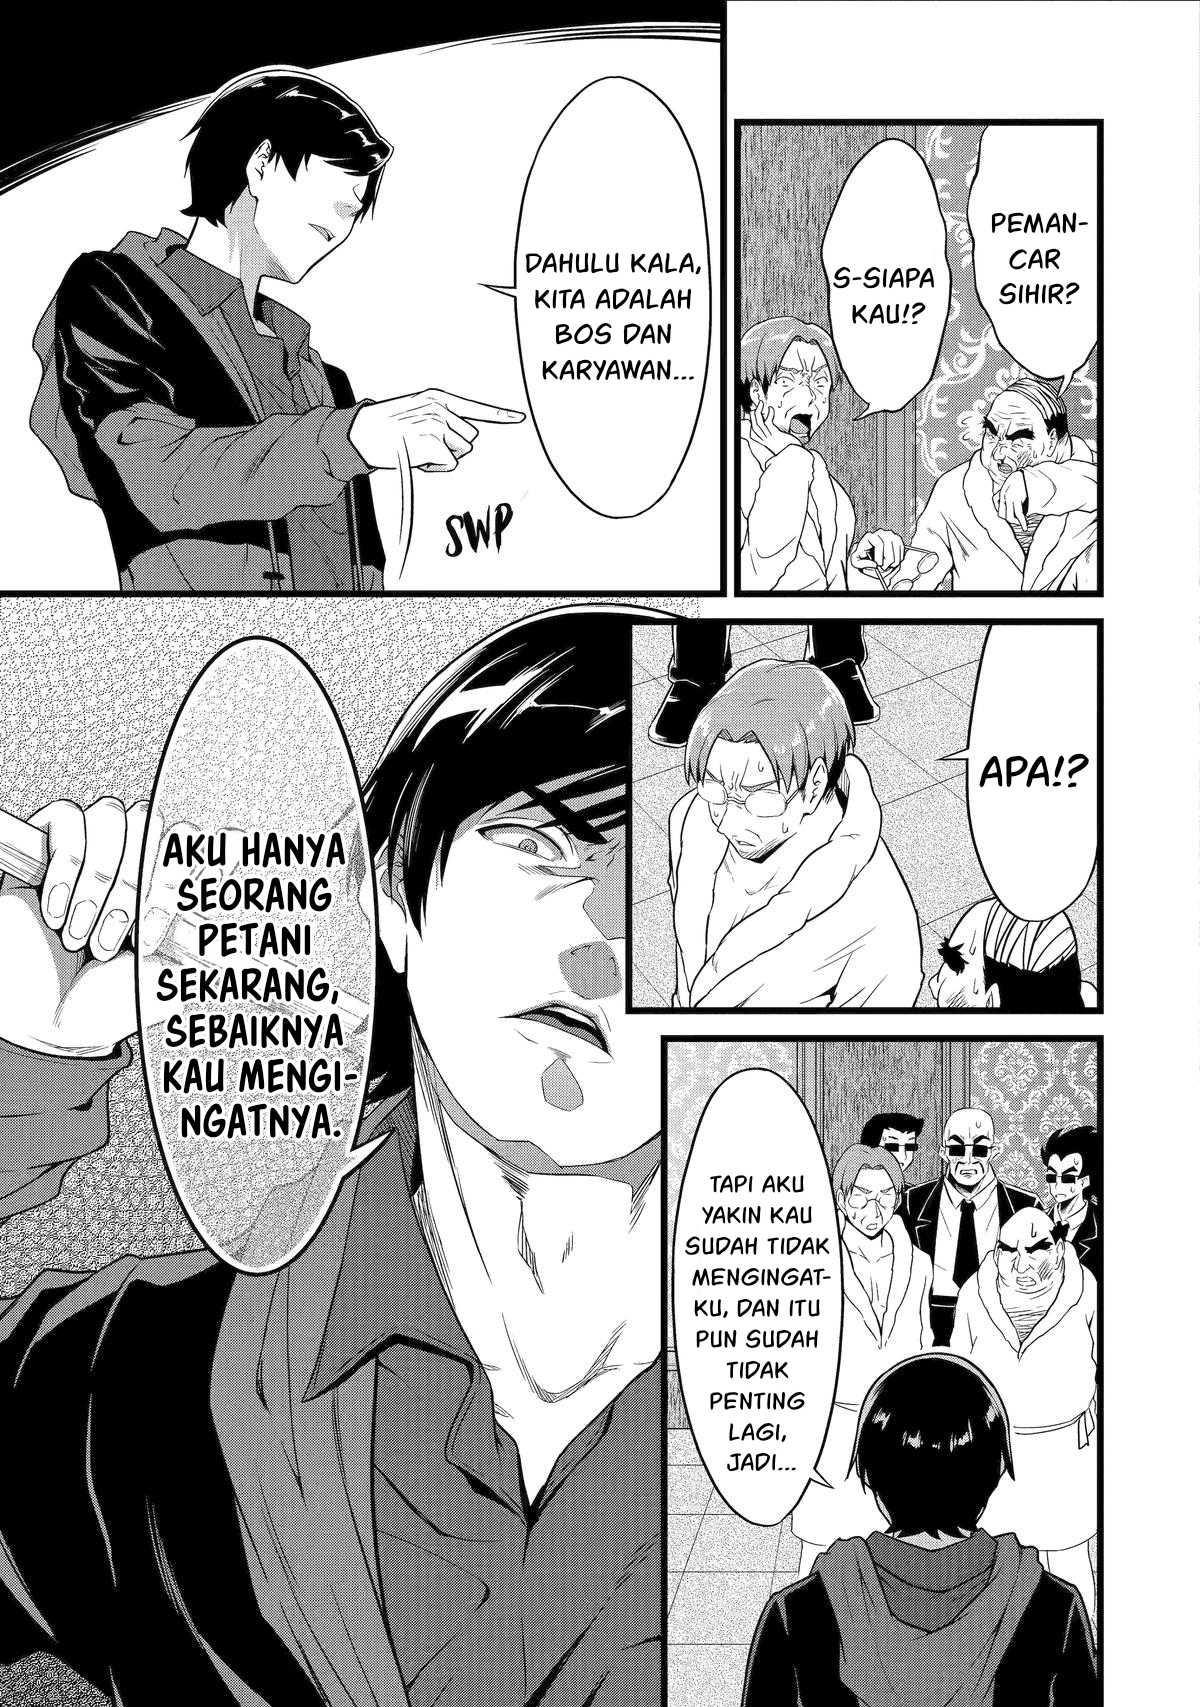 PEMAN-
CAR
SIHIR?
S-SIAPA
KAU!?
DAHULU KALA,
KITA ADALAH
BOS DAN
KARYAWAN...
SWP
APA!?
TAPI AKU
YAKIN KAU
SUDAH TIDAK
MENGINGAT-
KU, DAN ITU
PUN SUDAH
TIDAK
PENTING
LAGI,
JADI...
AKU HANYA
SEORANG
PETANI
SEKARANG,
SEBAIKNYA
KAU MENGI-
NGATNYA.